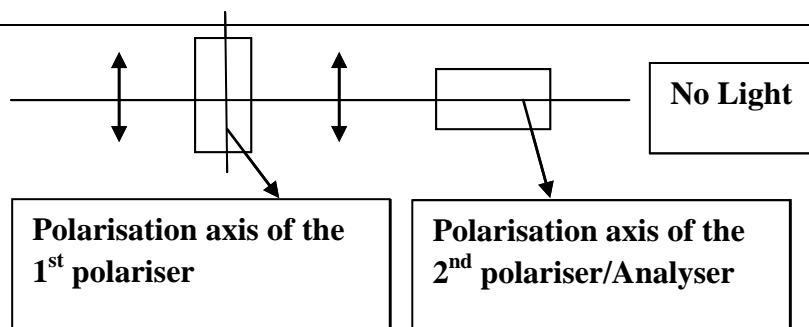 No Light
Polarisation axis of the
1st polariser
Polarisation axis of the
2nd polariser/Analyser